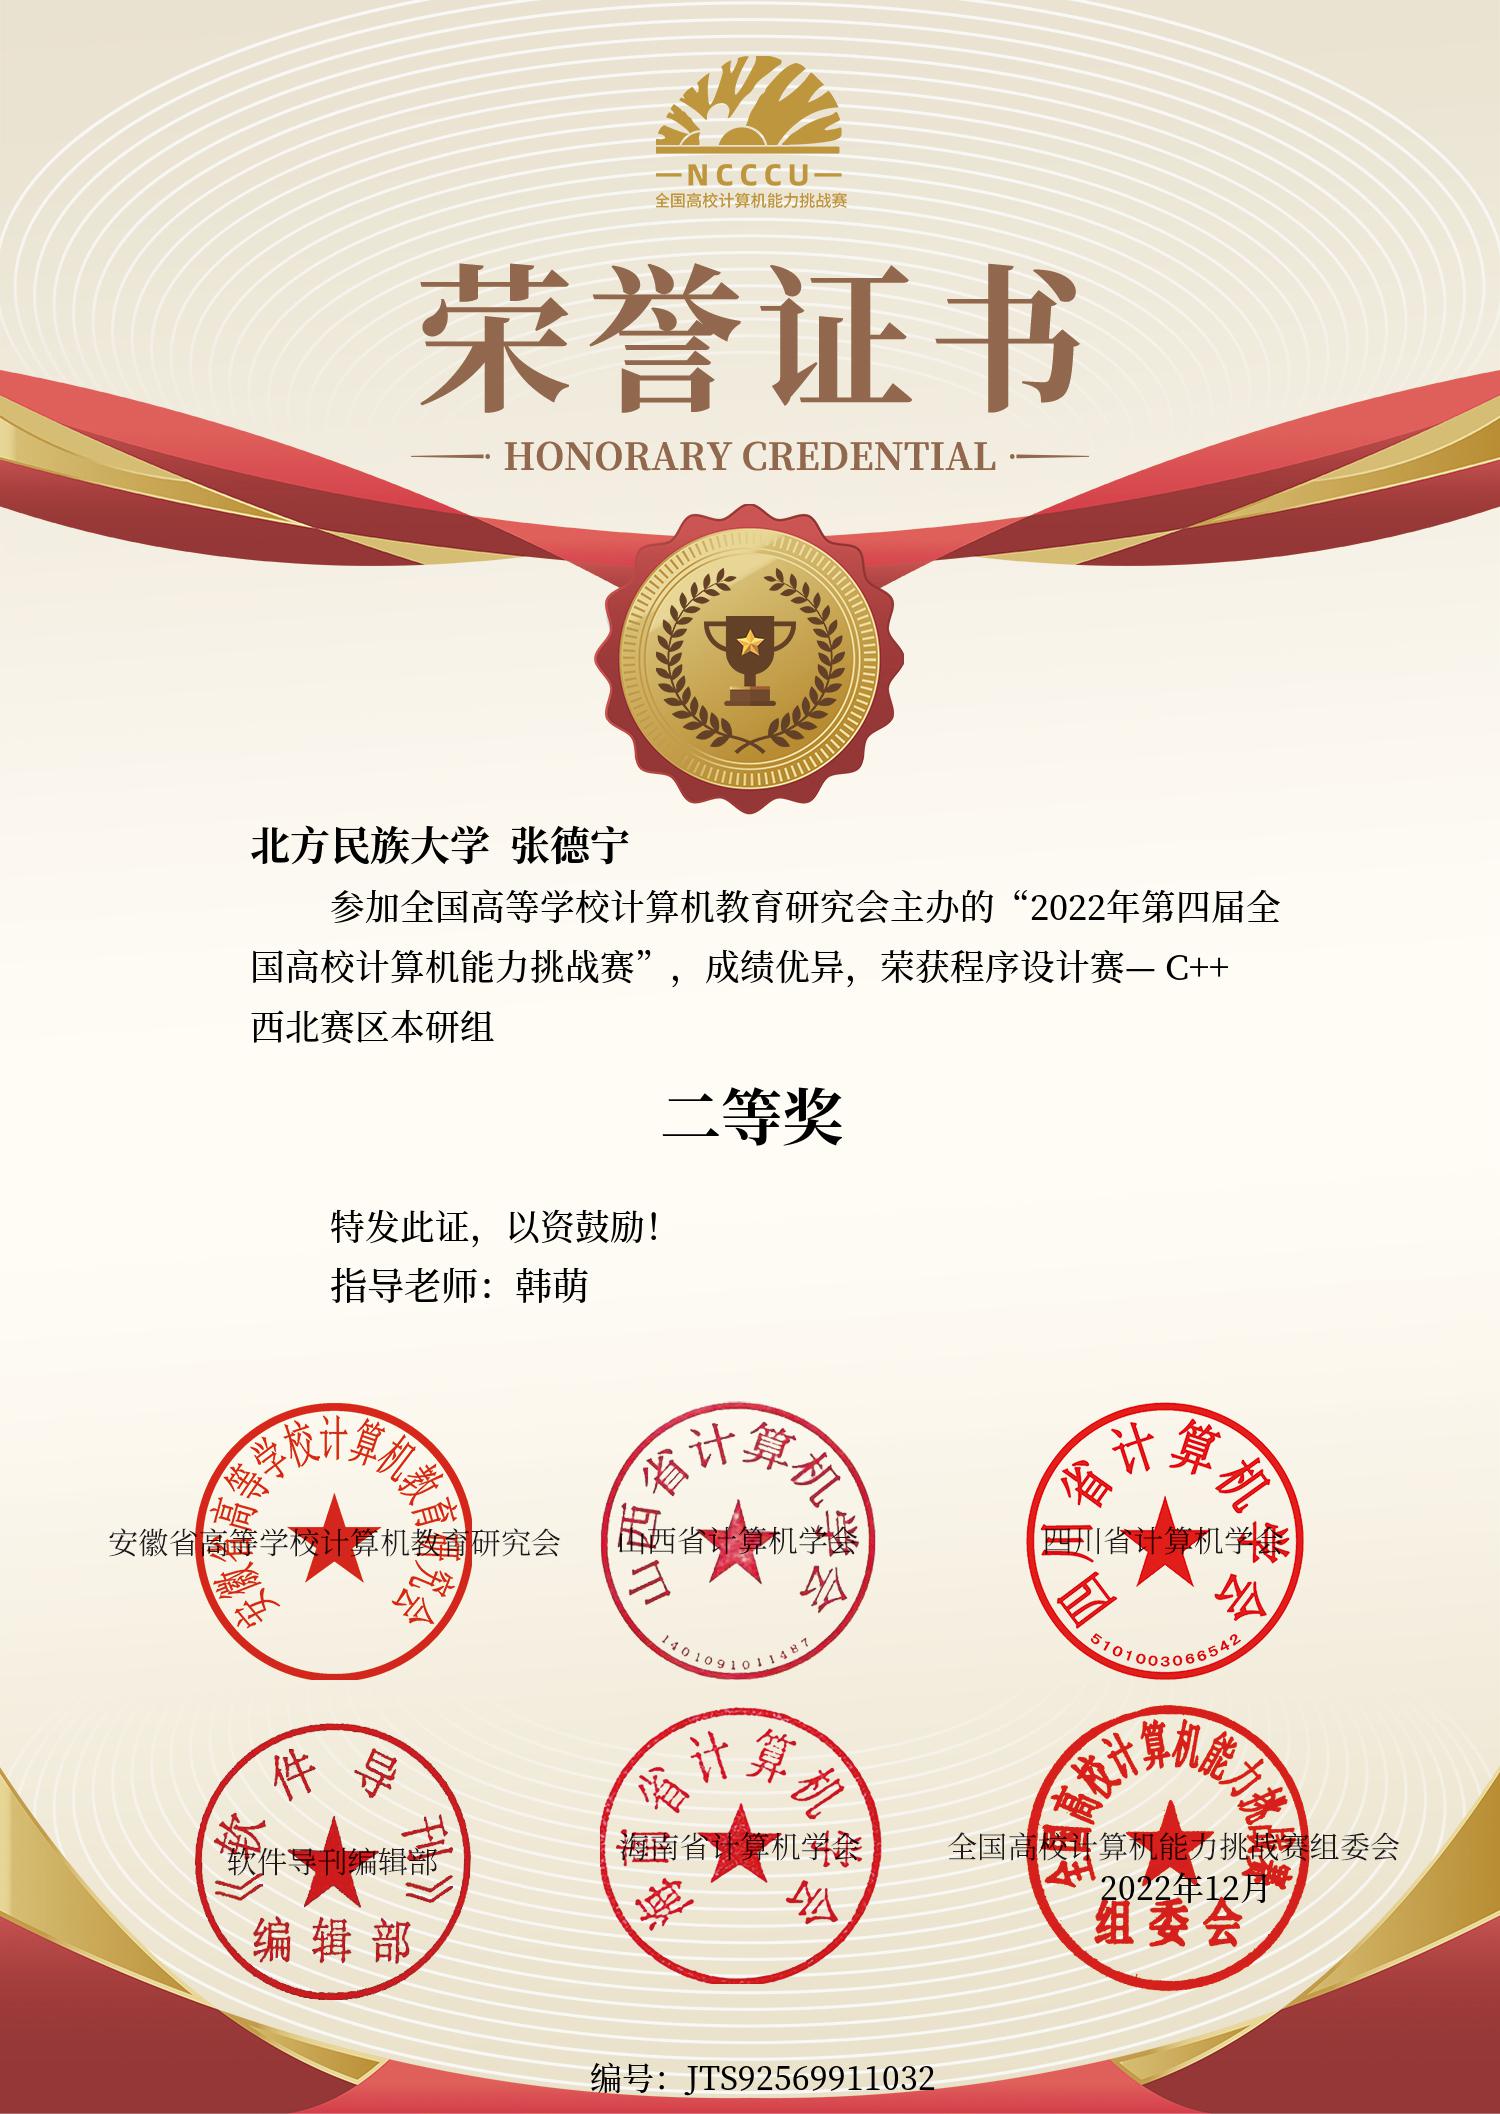 NCCCU
全国高校计算机能力挑战赛
荣誉证书
HONORARY CREDENTIAL
北方民族大学 张德宁
参加全国高等学校计算机教育研究会主办的“2022年第四届全
国高校计算机能力挑战赛”，成绩优异，荣获程序设计赛— C++
西北赛区本研组
二等奖
特发此证，以资鼓励！
指导老师：韩萌
安徽省高等学校计算机教育研究会
安徽省高等学校计算机教育研究会
山西省计算机学会
山西省计算机学会
1401091011487
四川省计算机学会
四川省计算机学会
5101003066542
《软件导刊》
软件导刊编辑部
编辑部
海南省计算机学会
海南省计算机学会
全国高校计算机能力挑战赛
全国高校计算机能力挑战赛组委会
2022年12月
组委会
编号：JTS92569911032